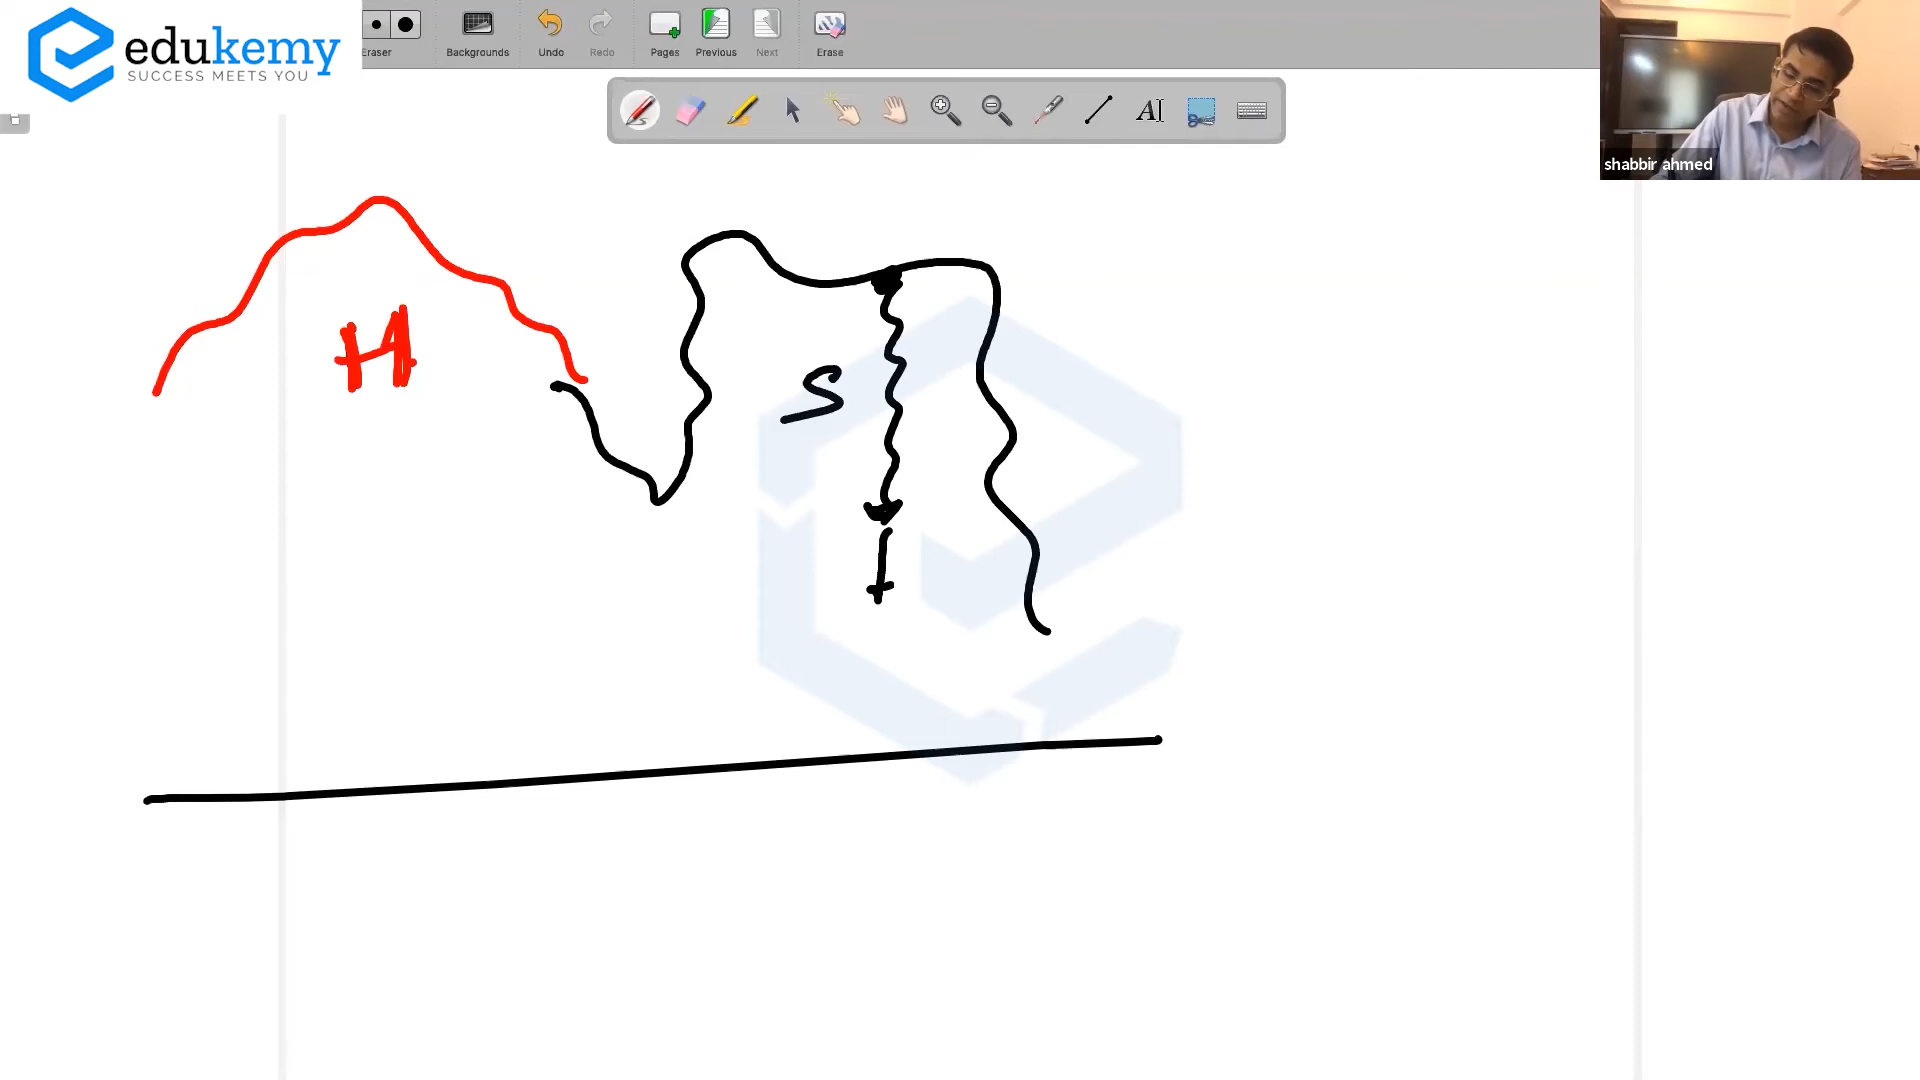 edukemy
SUCCESS MEETS YOU
Eraser
Backgrounds
Undo
Redo
Pages
Previous
Next
Erase
A
shabbir ahmed
H
S